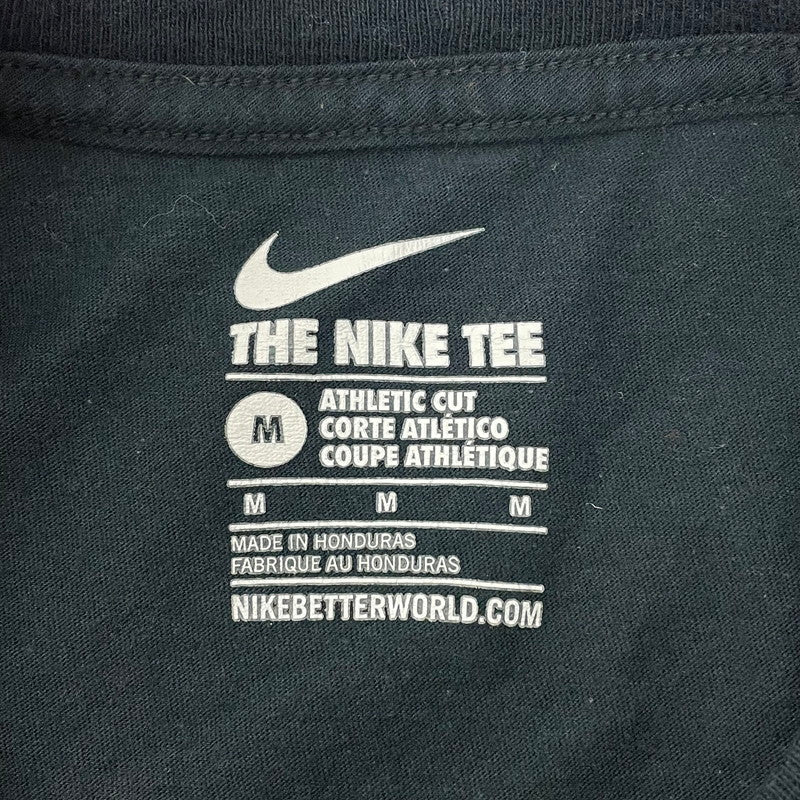 THE NIKE TEE
M
ATHLETIC CUT
CORTE ATLÉTICO
COUPE ATHLÉTIQUE
M M M
MADE IN HONDURAS
FABRIQUE AU HONDURAS
NIKEBETTERWORLD.COM